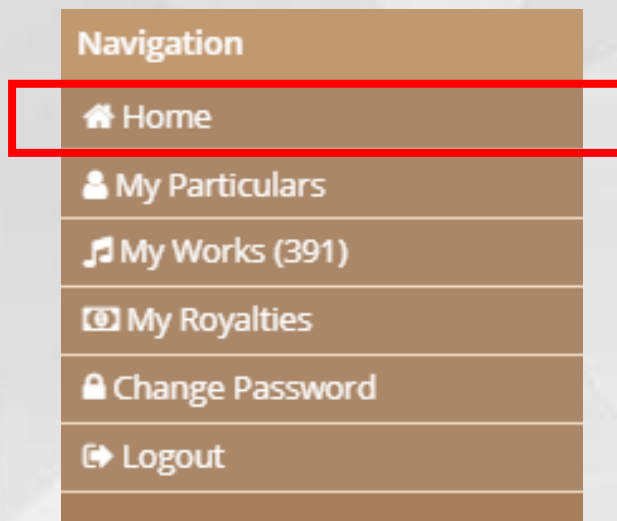 Navigation
Home
My Particulars
My Works (391)
My Royalties
Change Password
Logout